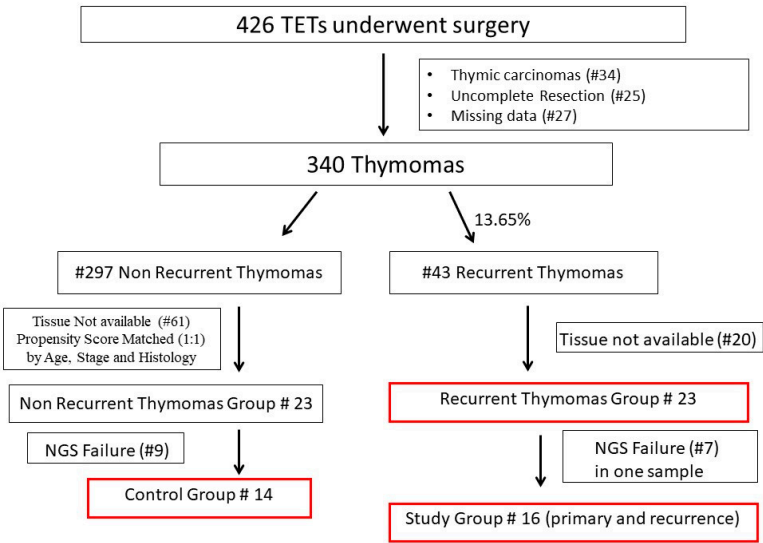 426 TETs underwent surgery
• Thymic carcinomas (#34)
• Uncomplete Resection (#25)
• Missing data (#27)
340 Thymomas
13.65%
#297 Non Recurrent Thymomas
#43 Recurrent Thymomas
Tissue Not available (#61)
Propensity Score Matched (1:1)
by Age, Stage and Histology
Tissue not available (#20)
Non Recurrent Thymomas Group # 23
Recurrent Thymomas Group # 23
NGS Failure (#9)
NGS Failure (#7)
in one sample
Control Group # 14
Study Group # 16 (primary and recurrence)